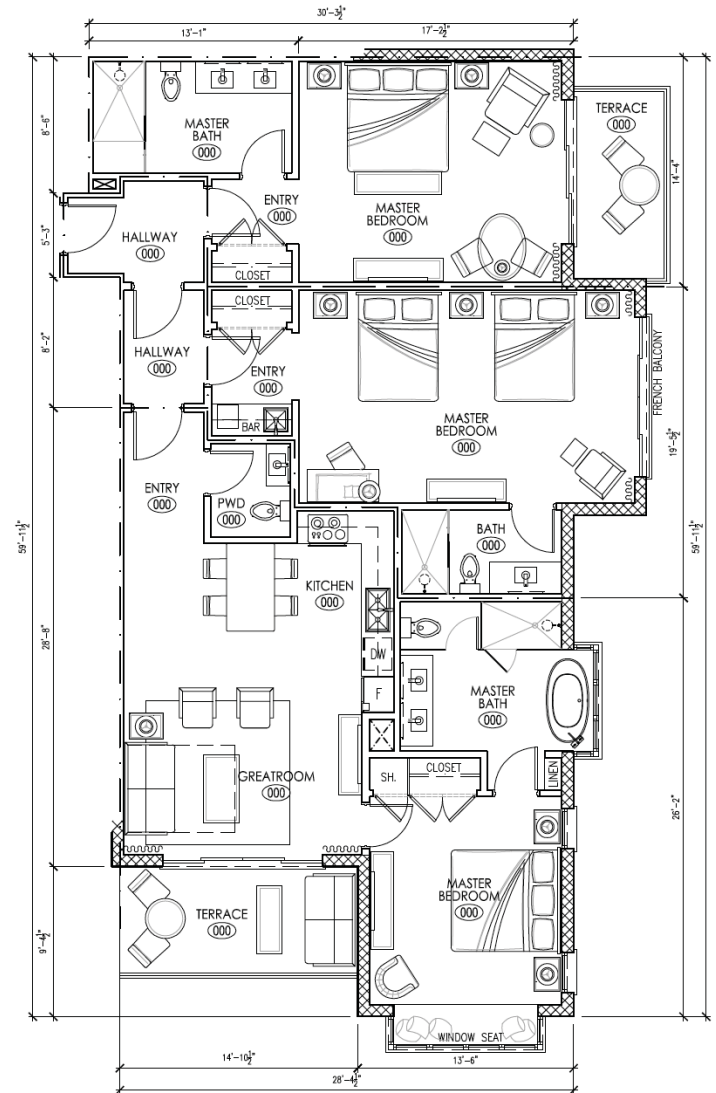 30'-3½"
13'-1"
17'-2½"
MASTER
BATH
000
TERRACE
000
8'-6"
14'-4"
ENTRY
000
MASTER
BEDROOM
000
HALLWAY
000
5'-3"
CLOSET
CLOSET
8'-2"
HALLWAY
000
ENTRY
000
FRENCH BALCONY
BAR
MASTER
BEDROOM
000
19'-5½"
ENTRY
000
PWD
000
59'-11½"
59'-11½"
BATH
000
KITCHEN
000
28'-8"
DW
F
MASTER
BATH
000
GREATROOM
000
SH.
CLOSET
LINEN
26'-2"
MASTER
BEDROOM
000
TERRACE
000
9'-4½"
WINDOW SEAT
14'-10½"
13'-6"
28'-4½"